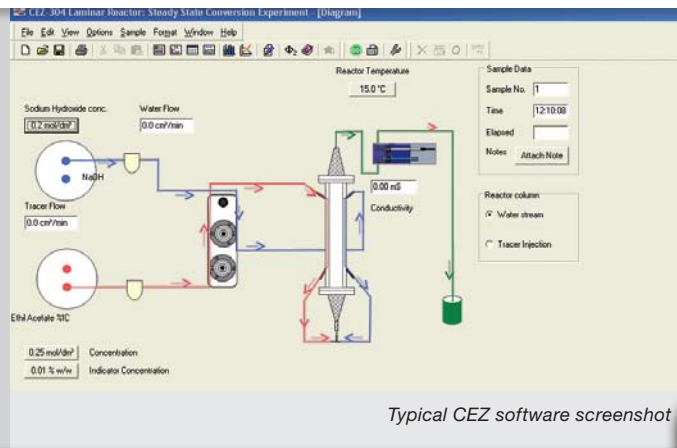 CEZ-304 Laminar Reactor: Steady State Conversion Experiment - [Diagram]
File Edit View Options Sample Format Window Help
Reactor Temperature
15.0 °C
Sample Data
Sample No. 1
Time 12:10:08
Elapsed
Notes Attach Note
Sodium Hydroxide conc.
0.2 mol/dm³
Water Flow
0.0 cm³/min
NaOH
Tracer Flow
0.0 cm³/min
0.00 mS
Conductivity
Reactor column
Water stream
Tracer Injection
Ethil Acetate
0.25 mol/dm³ Concentration
0.01 % w/w Indicator Concentration
Typical CEZ software screenshot